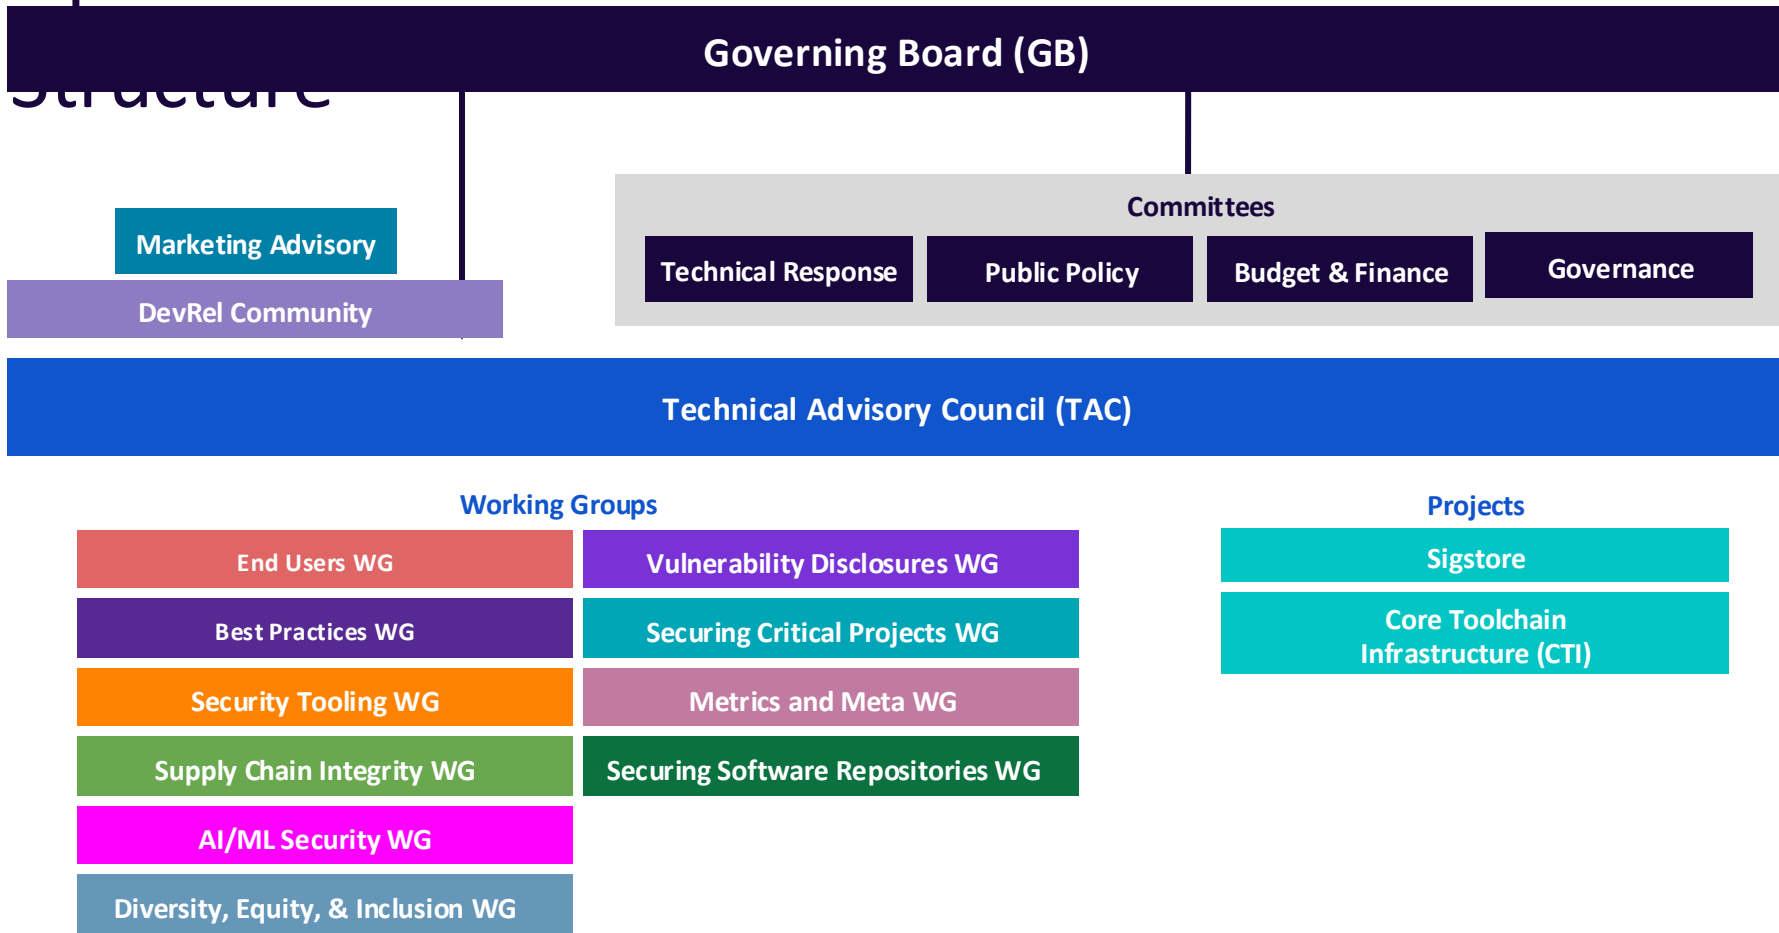 Governing Board (GB)
Structure
Committees
Marketing Advisory
Technical Response
Public Policy
Budget & Finance
Governance
DevRel Community
Technical Advisory Council (TAC)
Working Groups
Projects
End Users WG
Vulnerability Disclosures WG
Sigstore
Best Practices WG
Securing Critical Projects WG
Core Toolchain
Infrastructure (CTI)
Security Tooling WG
Metrics and Meta WG
Supply Chain Integrity WG
Securing Software Repositories WG
AI/ML Security WG
Diversity, Equity, & Inclusion WG